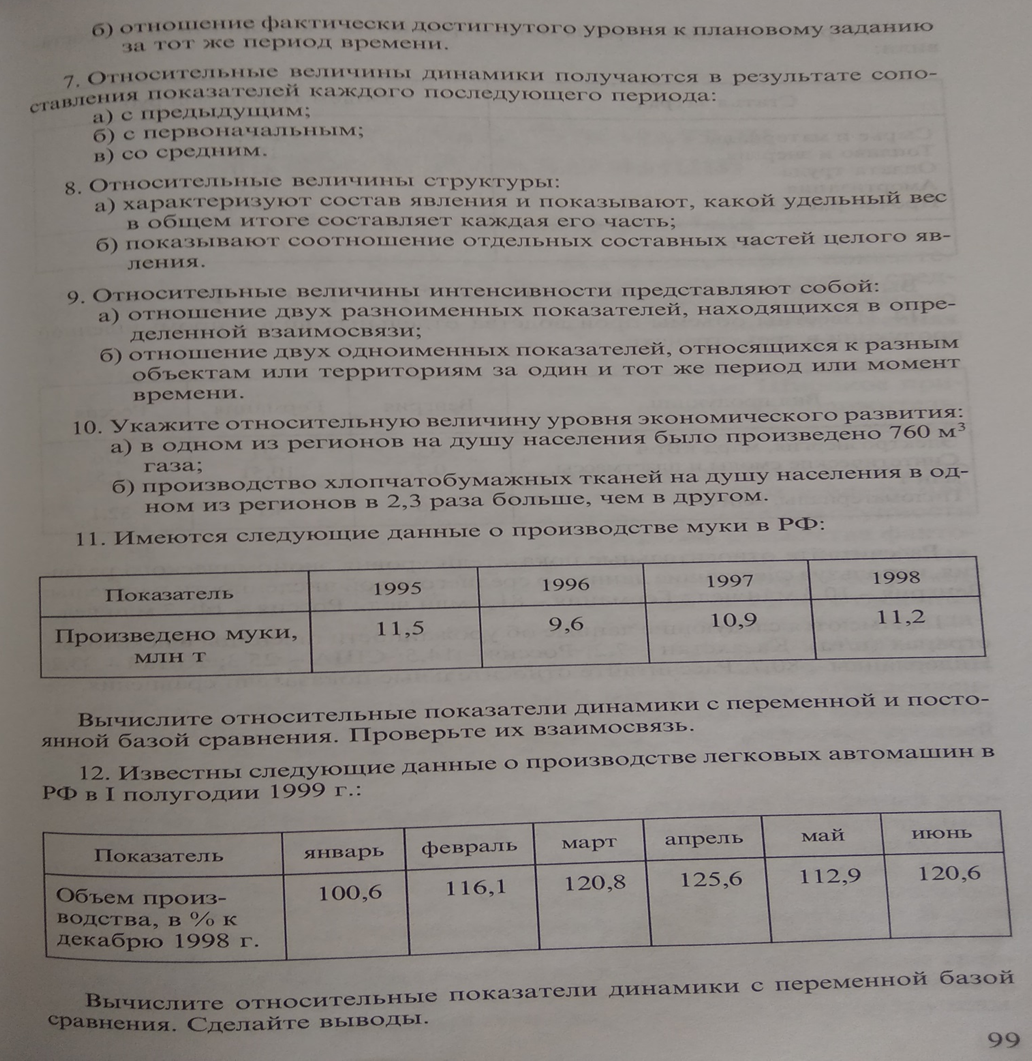 б) отношение фактически достигнутого уровня к плановому заданию
за тот же период времени.
7. Относительные величины динамики получаются в результате сопо-
ставления показателей каждого последующего периода:
а) с предыдущим;
б) с первоначальным;
в) со средним.
8. Относительные величины структуры:
а) характеризуют состав явления и показывают, какой удельный вес
в общем итоге составляет каждая его часть;
б) показывают соотношение отдельных составных частей целого яв-
ления.
9. Относительные величины интенсивности представляют собой:
а) отношение двух разноименных показателей, находящихся в опре-
деленной взаимосвязи;
б) отношение двух одноименных показателей, относящихся к разным
объектам или территориям за один и тот же период или момент
времени.
10. Укажите относительную величину уровня экономического развития:
а) в одном из регионов на душу населения было произведено 760 м³
газа;
б) производство хлопчатобумажных тканей на душу населения в од-
ном из регионов в 2,3 раза больше, чем в другом.
11. Имеются следующие данные о производстве муки в РФ:
Показатель 1995 1996 1997 1998
Произведено муки, 11,5 9,6 10,9 11,2
млн т
Вычислите относительные показатели динамики с переменной и посто-
янной базой сравнения. Проверьте их взаимосвязь.
12. Известны следующие данные о производстве легковых автомашин в
РФ в I полугодии 1999 г.:
Показатель январь февраль март апрель май июнь
Объем произ- 100,6 116,1 120,8 125,6 112,9 120,6
водства, в % к
декабрю 1998 г.
Вычислите относительные показатели динамики с переменной базой
сравнения. Сделайте выводы.
99